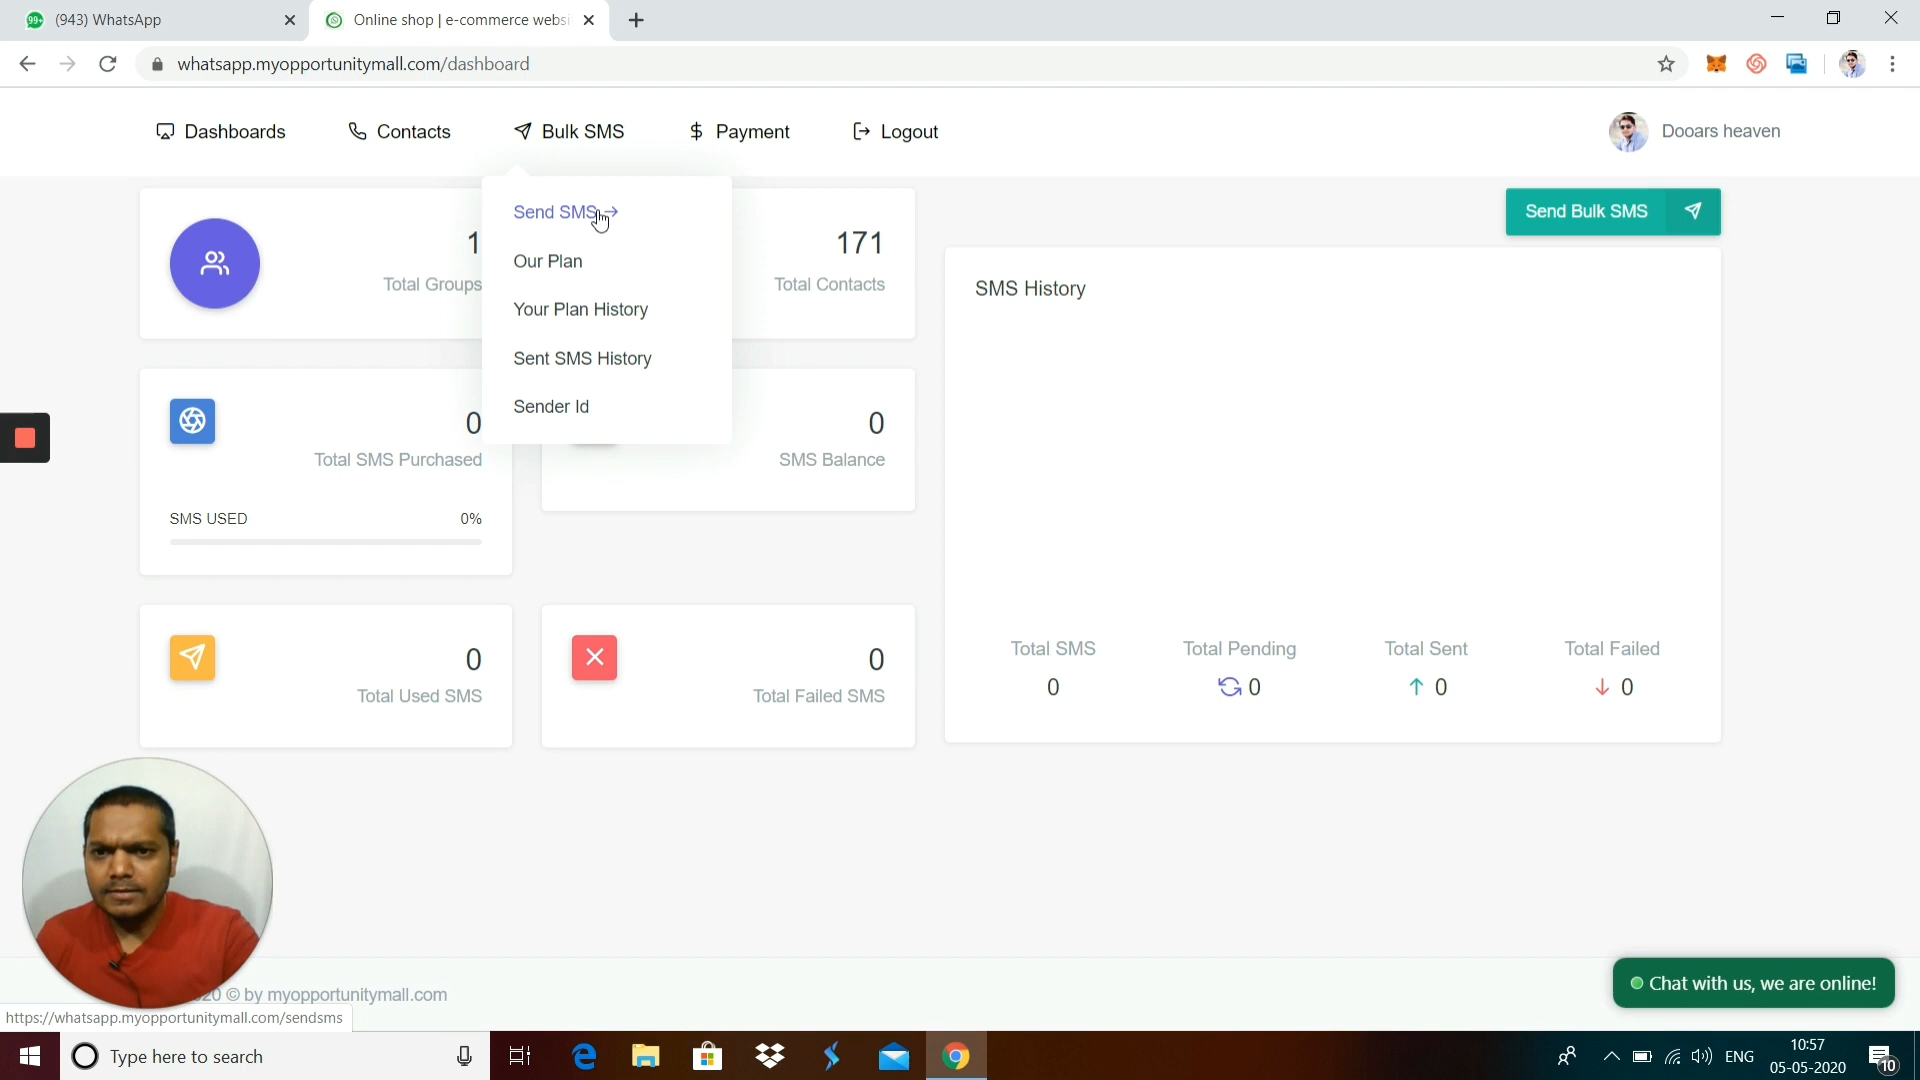 (943) WhatsApp
Online shop | e-commerce websi
whatsapp.myopportunitymall.com/dashboard
Dashboards
Contacts
Bulk SMS
Payment
Logout
Dooars heaven
Send SMS
Our Plan
Your Plan History
Sent SMS History
Sender Id
1
Total Groups
171
Total Contacts
Send Bulk SMS
SMS History
0
Total SMS Purchased
SMS USED 0%
0
SMS Balance
0
Total Used SMS
0
Total Failed SMS
Total SMS
0
Total Pending
0
Total Sent
0
Total Failed
0
20 © by myopportunitymall.com
https://whatsapp.myopportunitymall.com/sendsms
Chat with us, we are online!
Type here to search
ENG
10:57
05-05-2020
10
99+